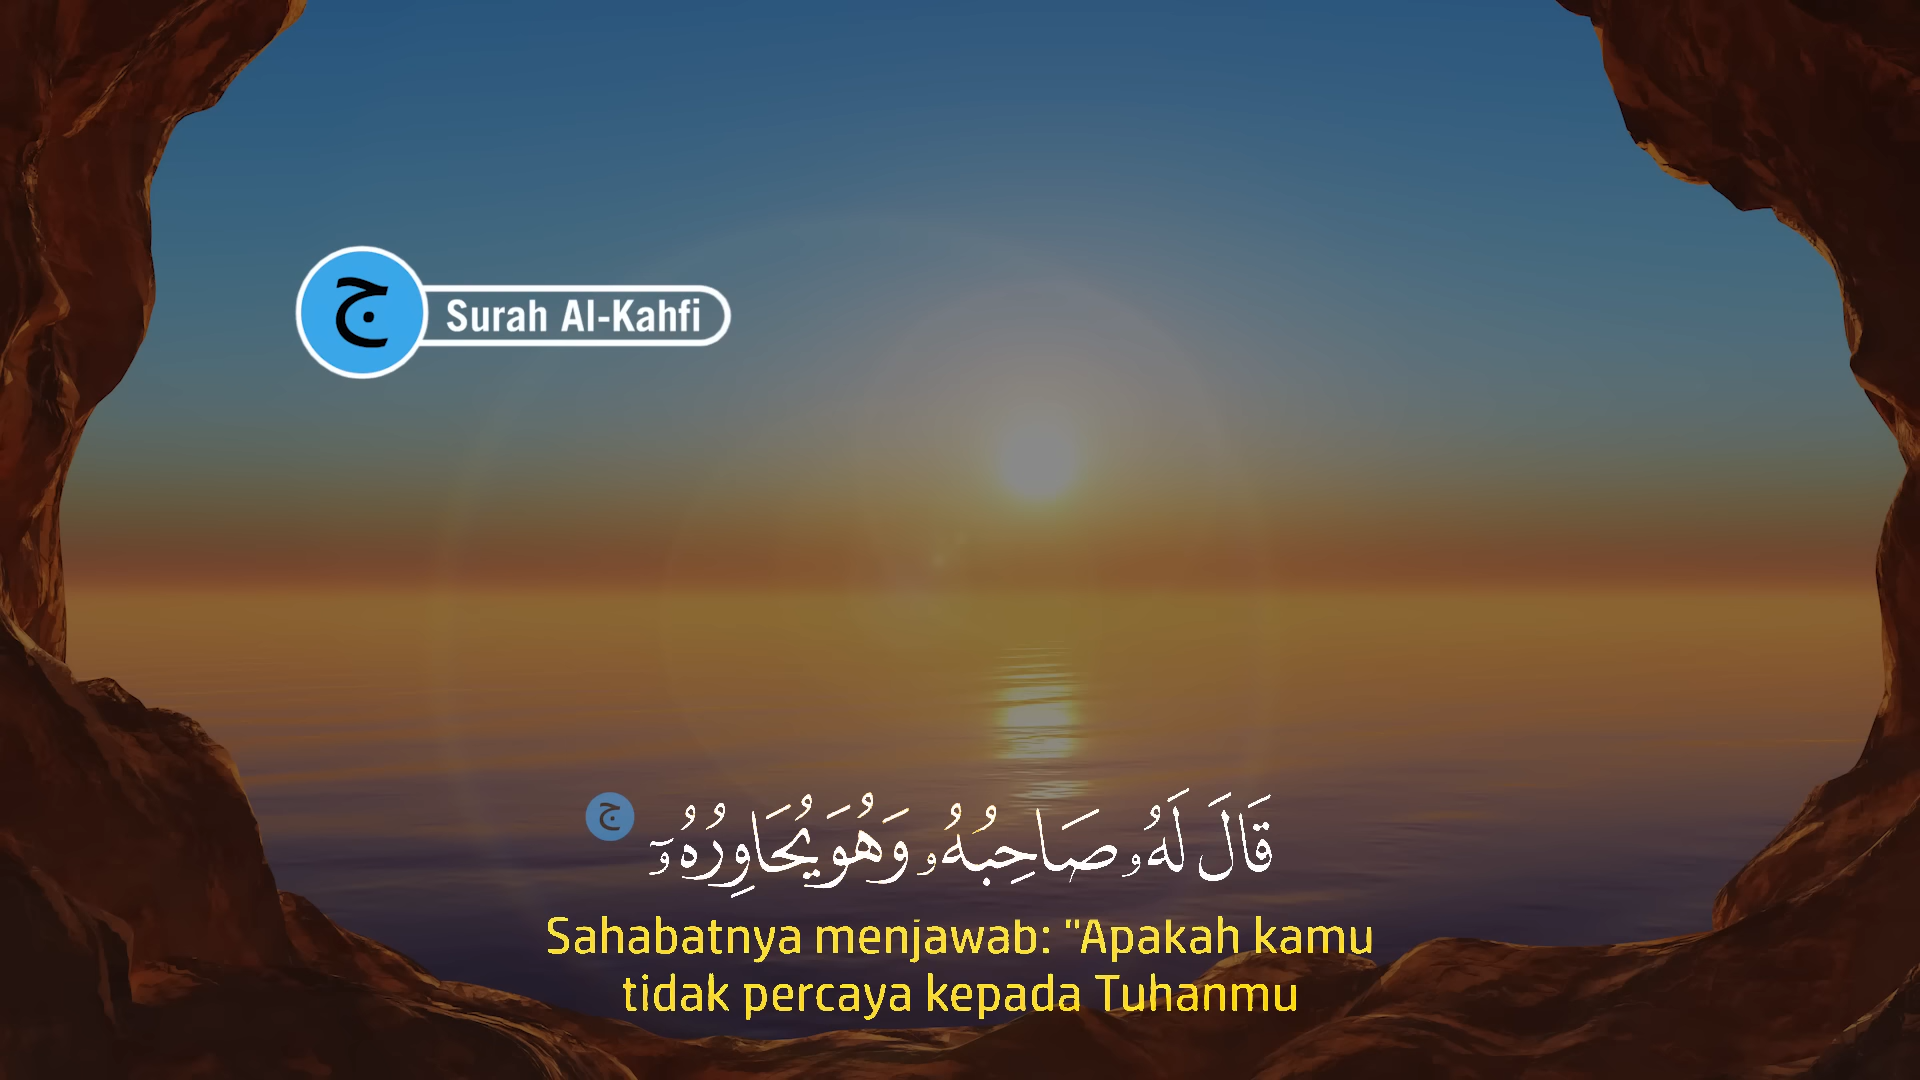 ج
Surah Al-Kahfi
ج
قَالَ لَهُۥ صَاحِبُهُۥ وَهُوَ يُحَاوِرُهُۥٓ
Sahabatnya menjawab: "Apakah kamu
tidak percaya kepada Tuhanmu